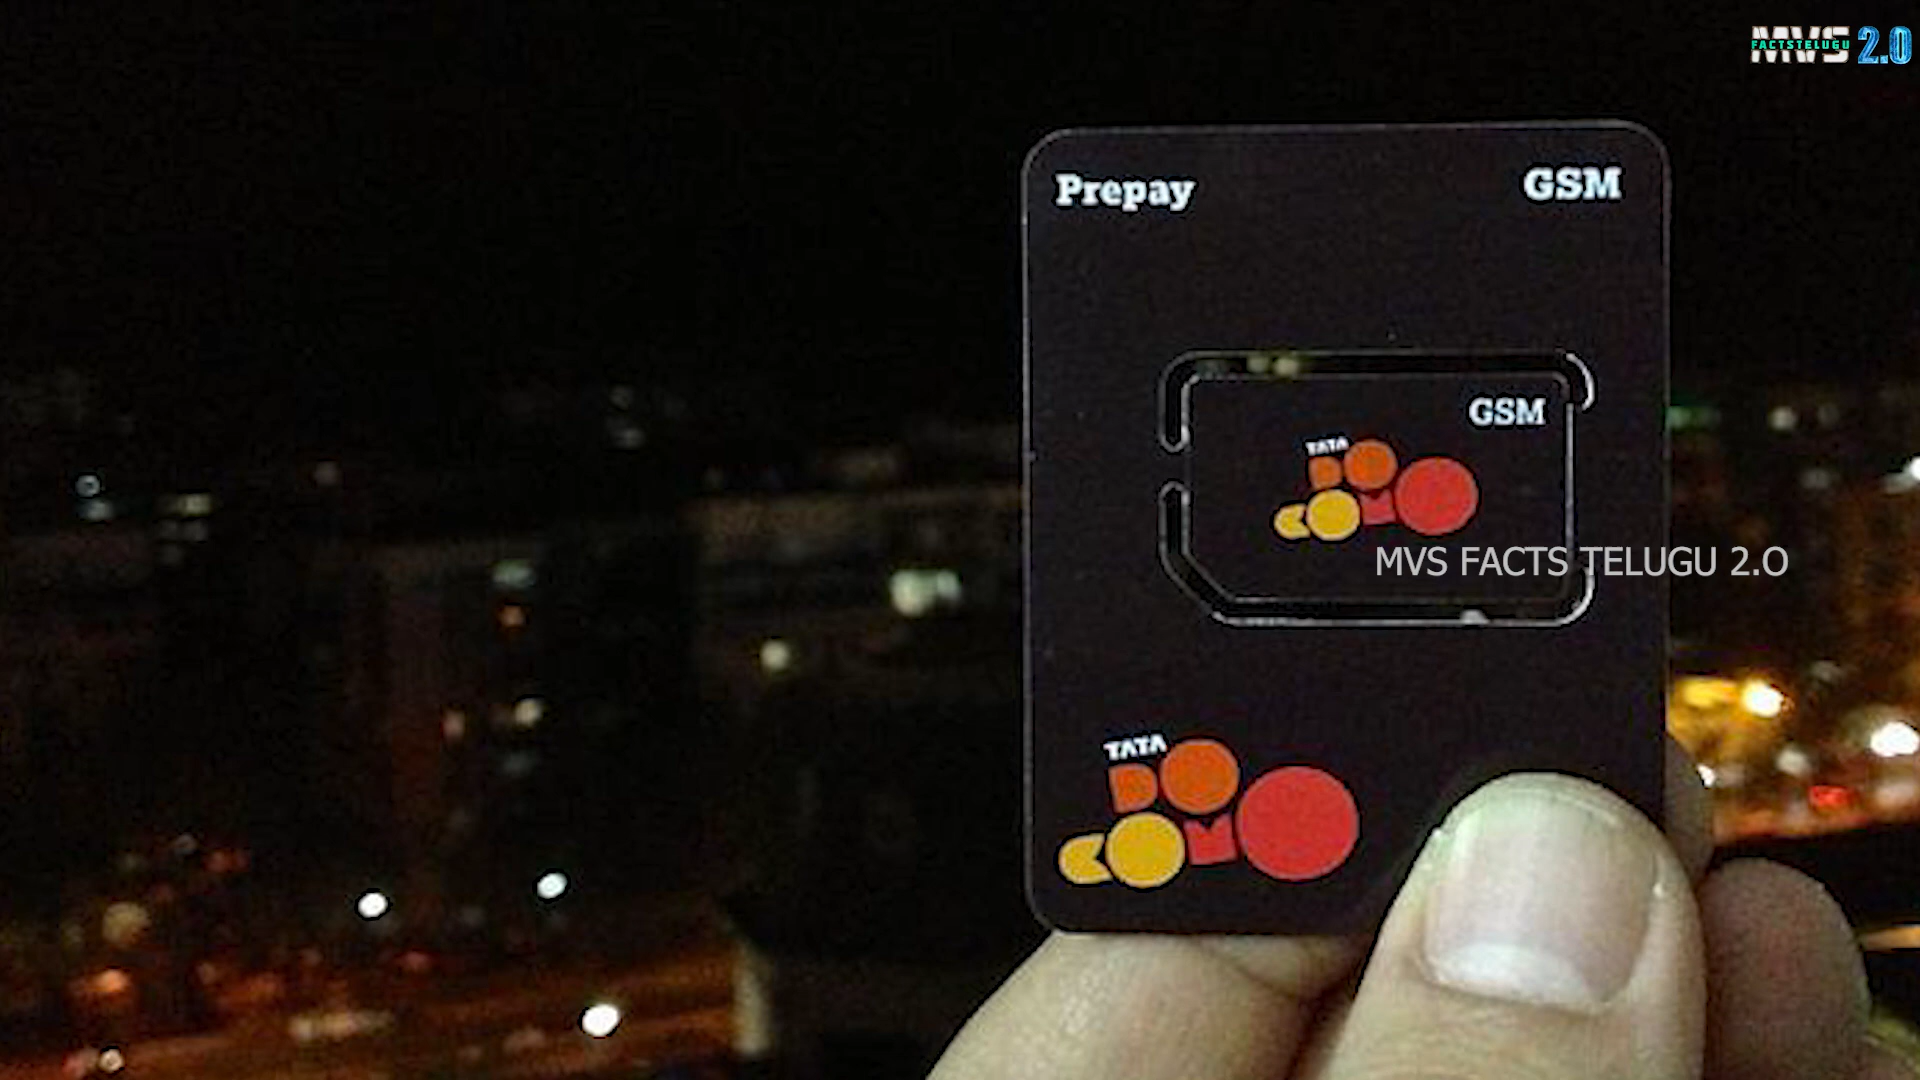 MVS 2.0
FACTSTELUGU
Prepay
GSM
GSM
TATA
DOCOMO
MVS FACTS TELUGU 2.O
TATA
DOCOMO